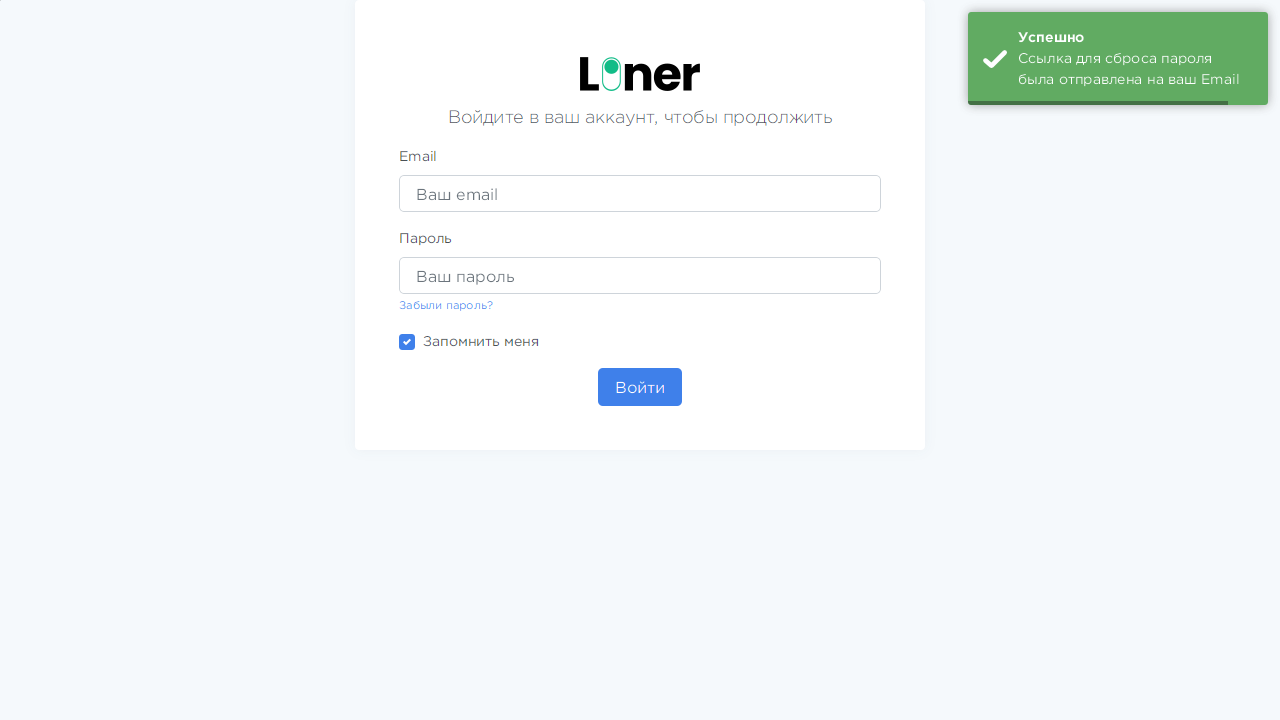 Успешно
Ссылка для сброса пароля
была отправлена на ваш Email
Liner
Войдите в ваш аккаунт, чтобы продолжить
Email
Ваш email
Пароль
Ваш пароль
Забыли пароль?
Запомнить меня
Войти